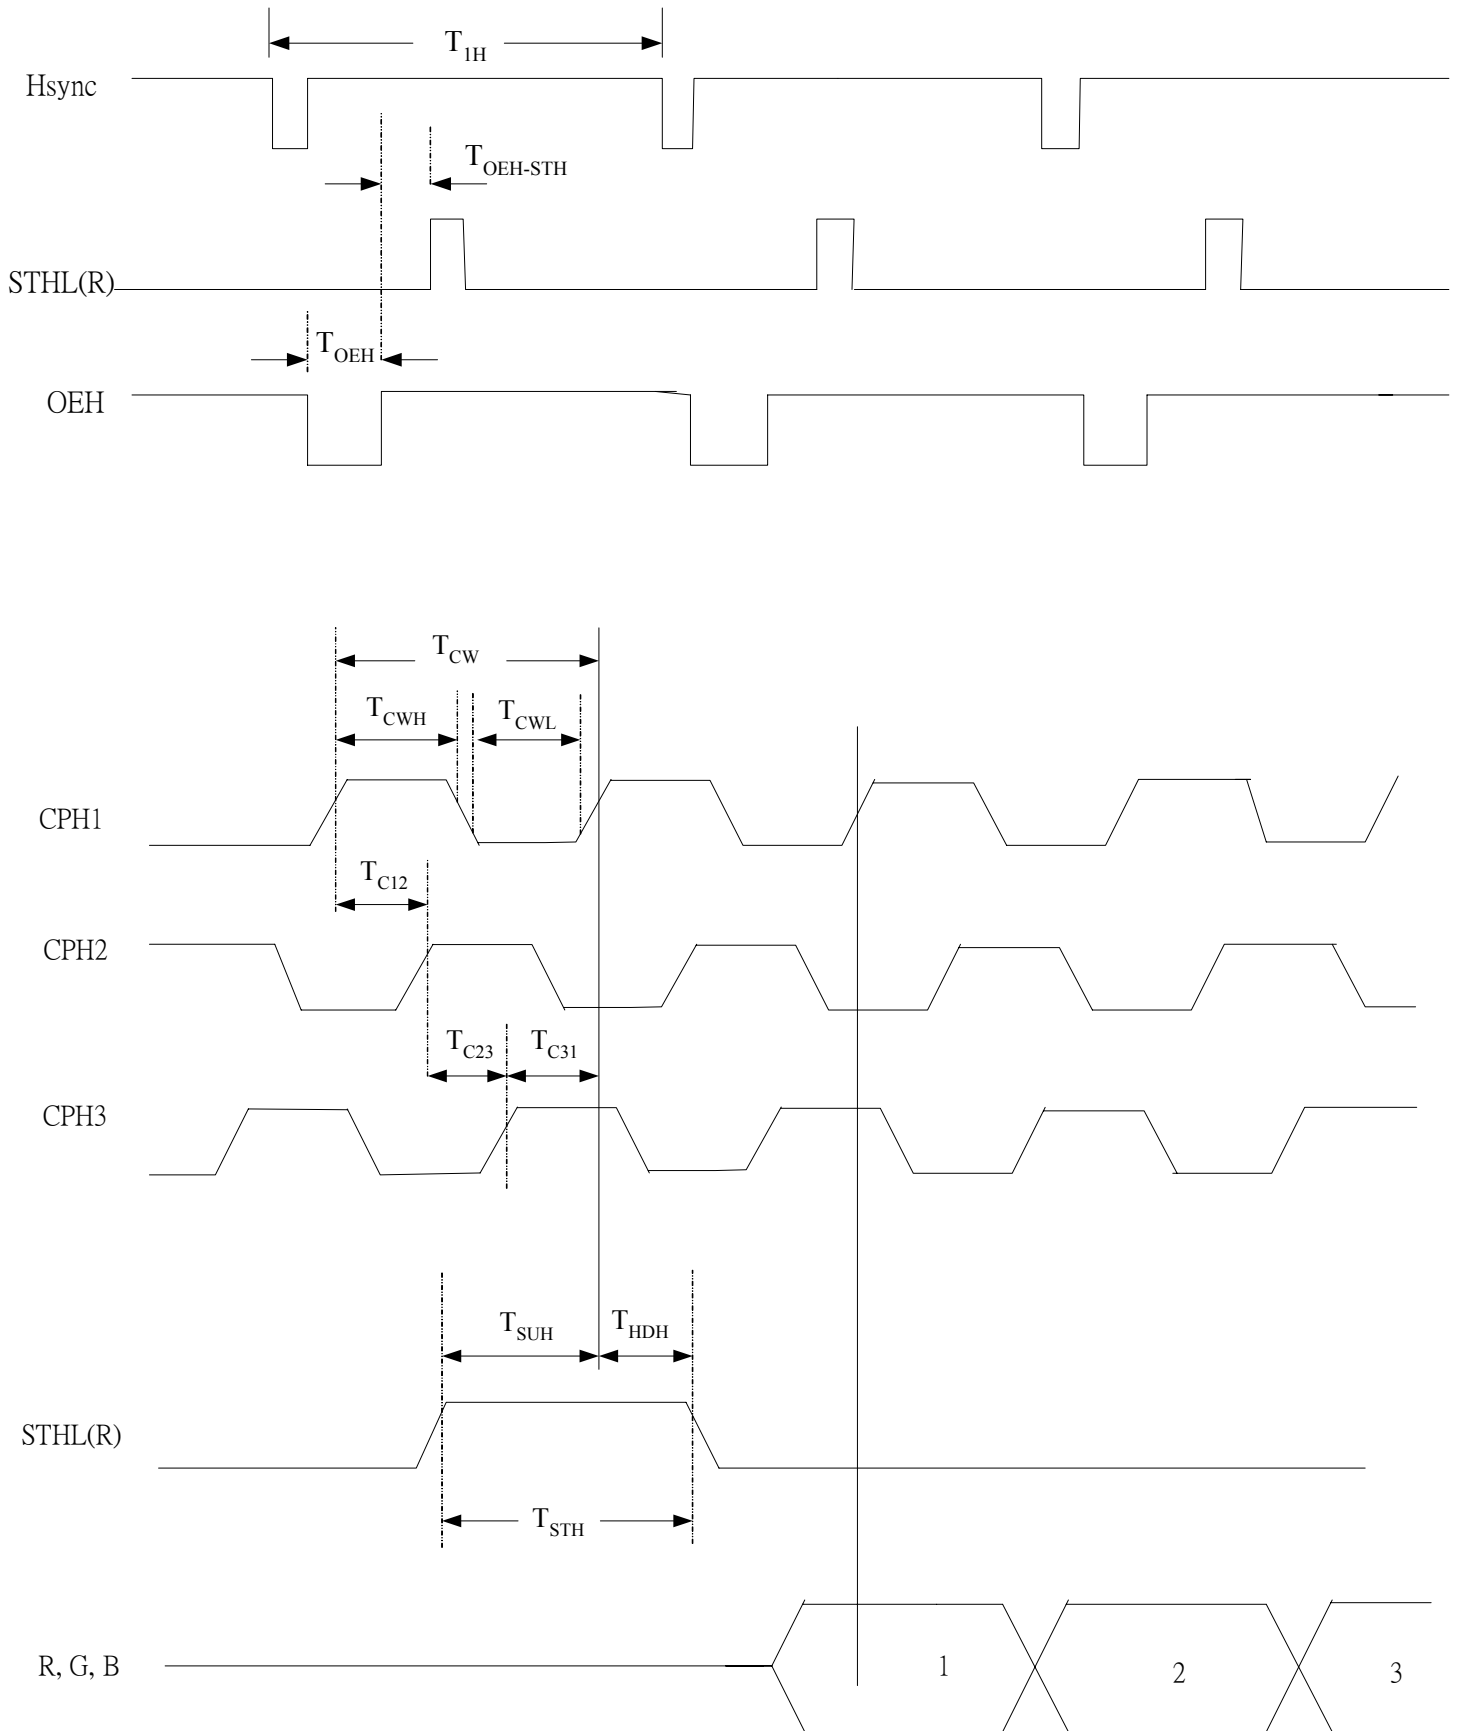 T1H
Hsync
TOEH-STH
STHL(R)
TOEH
OEH
TCW
TCWH
TCWL
CPH1
TC12
CPH2
TC23
TC31
CPH3
TSUH
THDH
STHL(R)
TSTH
R, G, B
1
2
3